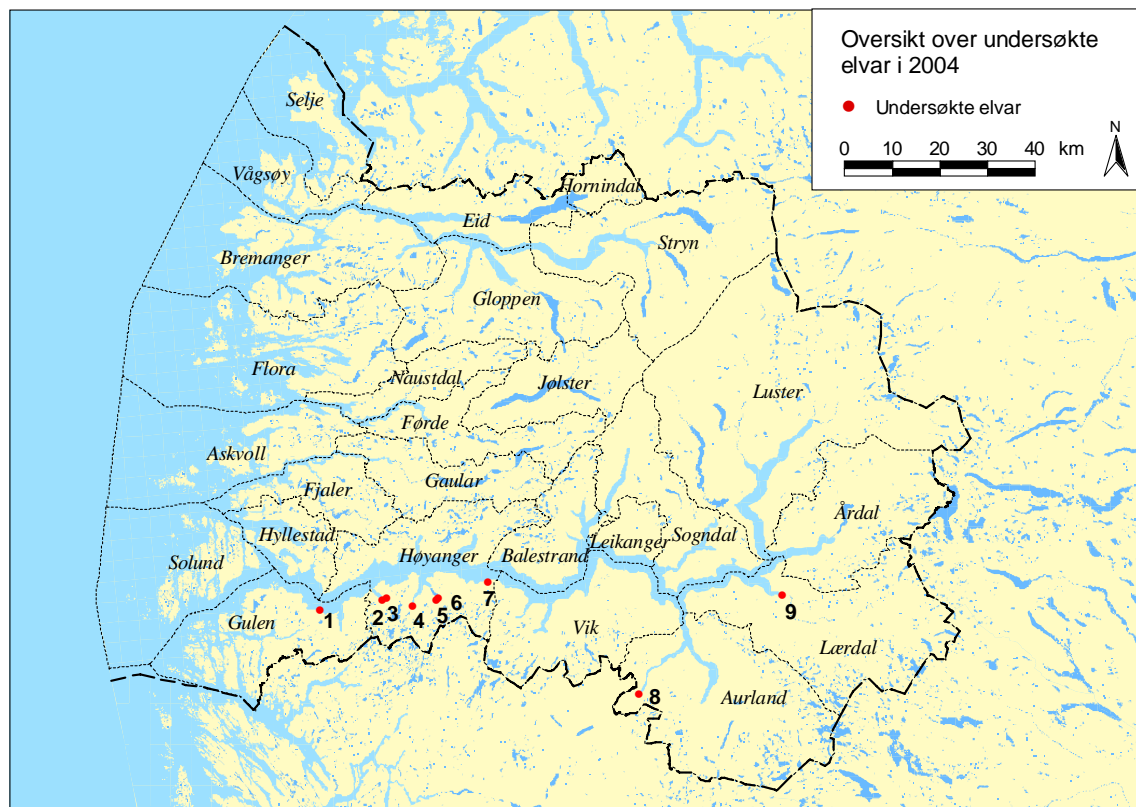 Oversikt over undersøkte
elvar i 2004
Undersøkte elvar
0 10 20 30 40 km
N
Selje
Vågsøy
Hornindal
Eid
Stryn
Bremanger
Gloppen
Flora
Naustdal
Jølster
Luster
Førde
Askvoll
Gaular
Fjaler
Årdal
Hyllestad
Høyanger
Balestrand
Leikanger
Sogndal
Solund
Gulen
1
2
3
4
5
6
7
Vik
9
Lærdal
8
Aurland